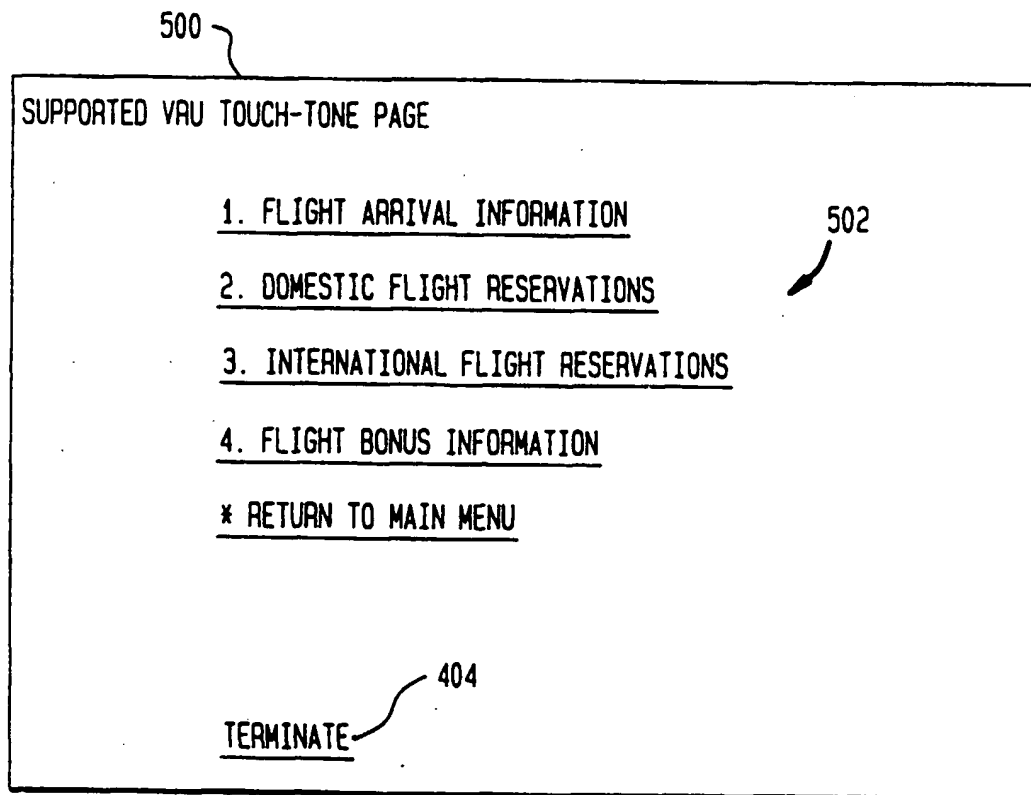 500
SUPPORTED VRU TOUCH-TONE PAGE
1. FLIGHT ARRIVAL INFORMATION
502
2. DOMESTIC FLIGHT RESERVATIONS
3. INTERNATIONAL FLIGHT RESERVATIONS
4. FLIGHT BONUS INFORMATION
* RETURN TO MAIN MENU
404
TERMINATE